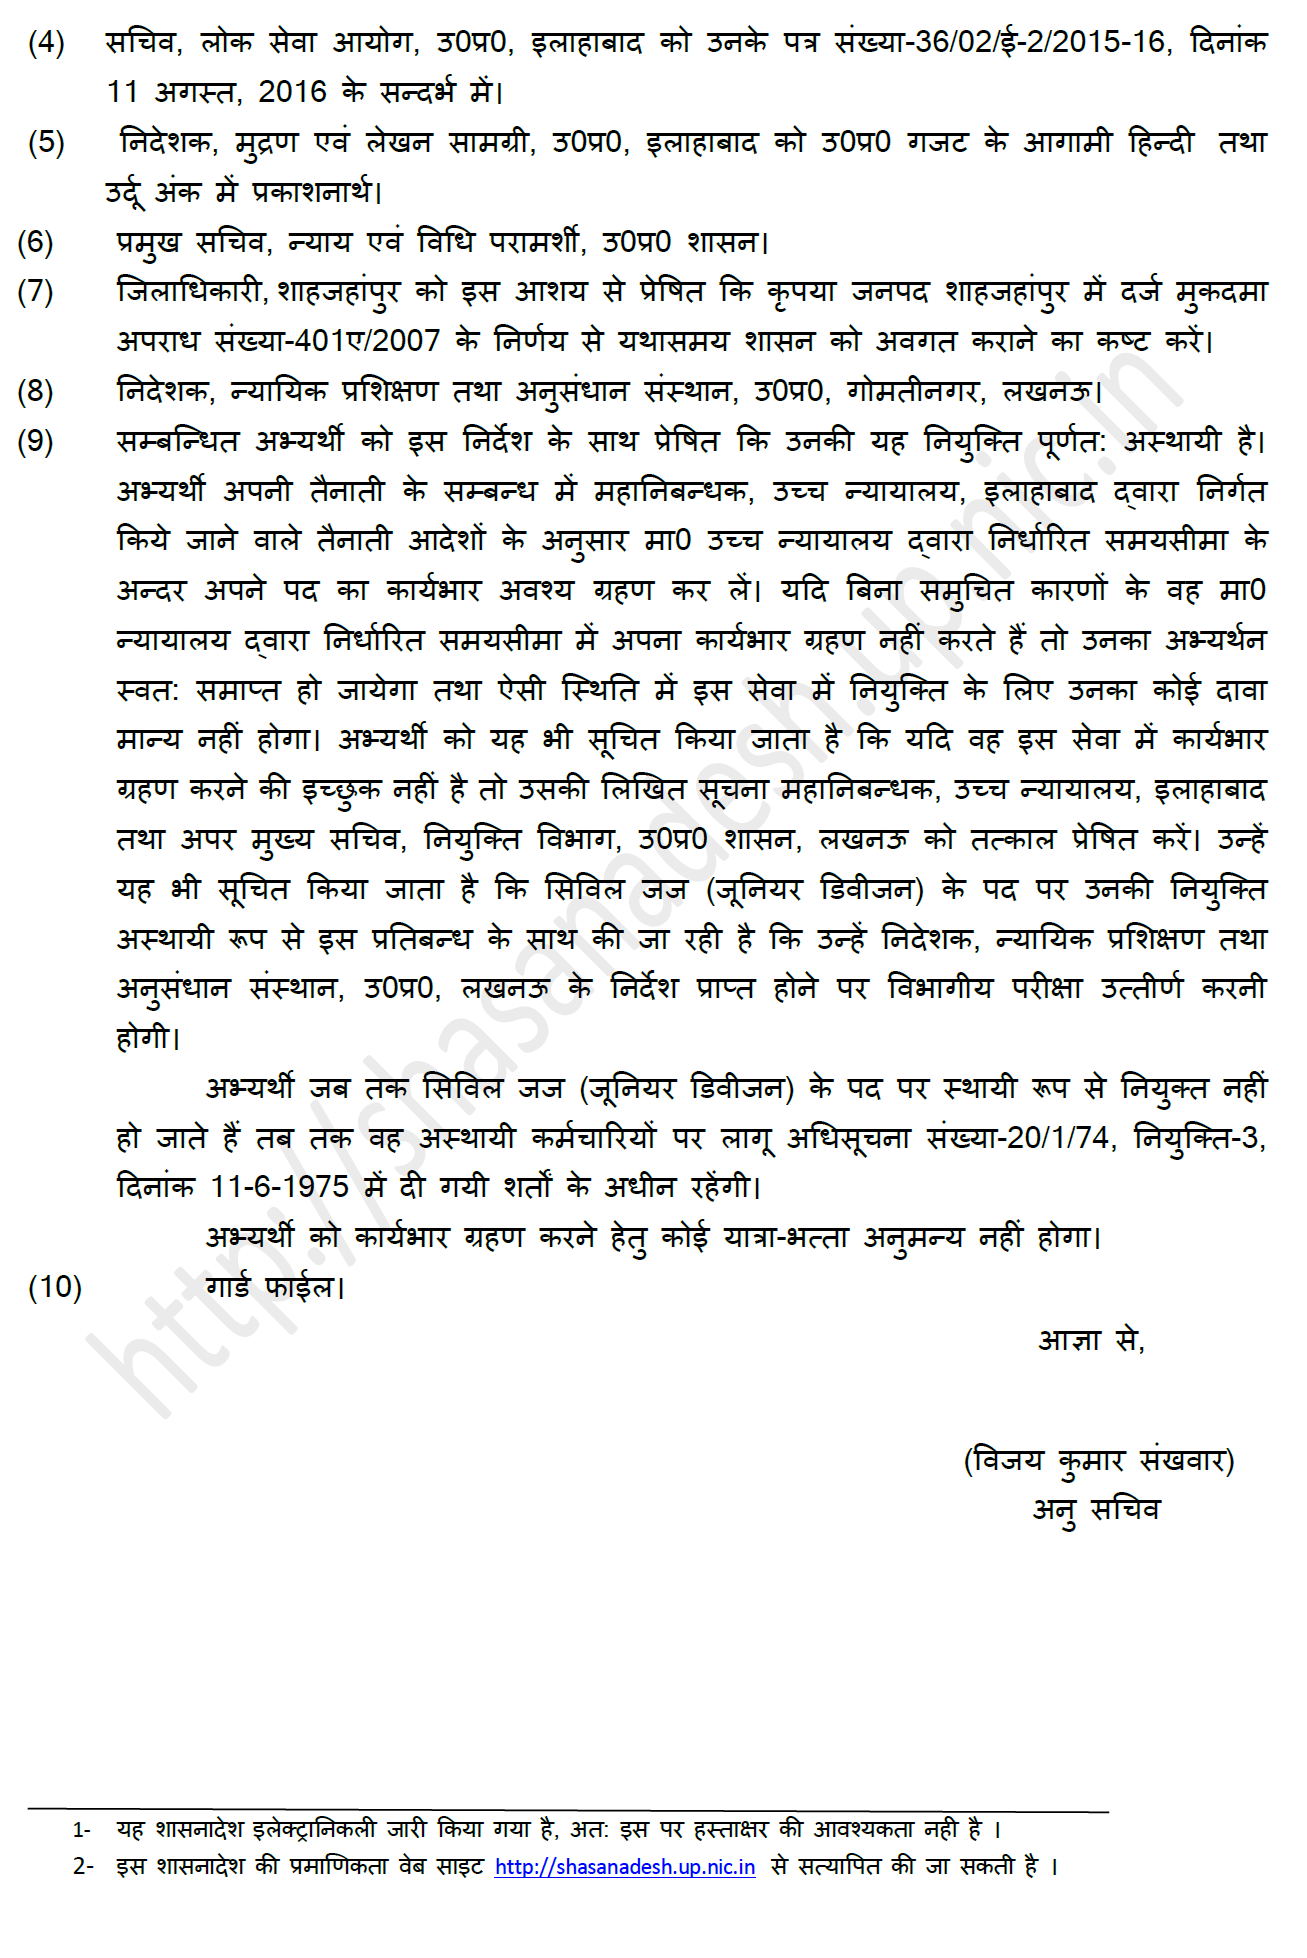 (4) सचिव, लोक सेवा आयोग, उ0प्र0, इलाहाबाद को उनके पत्र संख्या-36/02/ई-2/2015-16, दिनांक
11 अगस्त, 2016 के सन्दर्भ में।
(5) निदेशक, मुद्रण एवं लेखन सामग्री, उ0प्र0, इलाहाबाद को उ0प्र0 गजट के आगामी हिन्दी तथा
उर्दू अंक में प्रकाशनार्थ।
(6) प्रमुख सचिव, न्याय एवं विधि परामर्शी, उ0प्र0 शासन।
(7) जिलाधिकारी, शाहजहांपुर को इस आशय से प्रेषित कि कृपया जनपद शाहजहांपुर में दर्ज मुकदमा
अपराध संख्या-401ए/2007 के निर्णय से यथासमय शासन को अवगत कराने का कष्ट करें।
(8) निदेशक, न्यायिक प्रशिक्षण तथा अनुसंधान संस्थान, उ0प्र0, गोमतीनगर, लखनऊ।
(9) सम्बन्धित अभ्यर्थी को इस निर्देश के साथ प्रेषित कि उनकी यह नियुक्ति पूर्णत: अस्थायी है।
अभ्यर्थी अपनी तैनाती के सम्बन्ध में महानिबन्धक, उच्च न्यायालय, इलाहाबाद द्‌वारा निर्गत
किये जाने वाले तैनाती आदेशों के अनुसार मा0 उच्च न्यायालय द्‌वारा निर्धारित समयसीमा के
अन्दर अपने पद का कार्यभार अवश्य ग्रहण कर लें। यदि बिना समुचित कारणों के वह मा0
न्यायालय द्‌वारा निर्धारित समयसीमा में अपना कार्यभार ग्रहण नहीं करते हैं तो उनका अभ्यर्थन
स्वत: समाप्त हो जायेगा तथा ऐसी स्थिति में इस सेवा में नियुक्ति के लिए उनका कोई दावा
मान्य नहीं होगा। अभ्यर्थी को यह भी सूचित किया जाता है कि यदि वह इस सेवा में कार्यभार
ग्रहण करने की इच्छुक नहीं है तो उसकी लिखित सूचना महानिबन्धक, उच्च न्यायालय, इलाहाबाद
तथा अपर मुख्य सचिव, नियुक्ति विभाग, उ0प्र0 शासन, लखनऊ को तत्काल प्रेषित करें। उन्हें
यह भी सूचित किया जाता है कि सिविल जज (जूनियर डिवीजन) के पद पर उनकी नियुक्ति
अस्थायी रूप से इस प्रतिबन्ध के साथ की जा रही है कि उन्हें निदेशक, न्यायिक प्रशिक्षण तथा
अनुसंधान संस्थान, उ0प्र0, लखनऊ के निर्देश प्राप्त होने पर विभागीय परीक्षा उत्तीर्ण करनी
होगी।
अभ्यर्थी जब तक सिविल जज (जूनियर डिवीजन) के पद पर स्थायी रूप से नियुक्त नहीं
हो जाते हैं तब तक वह अस्थायी कर्मचारियों पर लागू अधिसूचना संख्या-20/1/74, नियुक्ति-3,
दिनांक 11-6-1975 में दी गयी शर्तों के अधीन रहेंगी।
अभ्यर्थी को कार्यभार ग्रहण करने हेतु कोई यात्रा-भत्ता अनुमन्य नहीं होगा।
(10) गार्ड फाईल।
आज्ञा से,
(विजय कुमार संखवार)
अनु सचिव
1- यह शासनादेश इलेक्ट्रानिकली जारी किया गया है, अत: इस पर हस्ताक्षर की आवश्यकता नही है ।
2- इस शासनादेश की प्रमाणिकता वेब साइट http://shasanadesh.up.nic.in से सत्यापित की जा सकती है ।
http://shasanadesh.up.nic.in